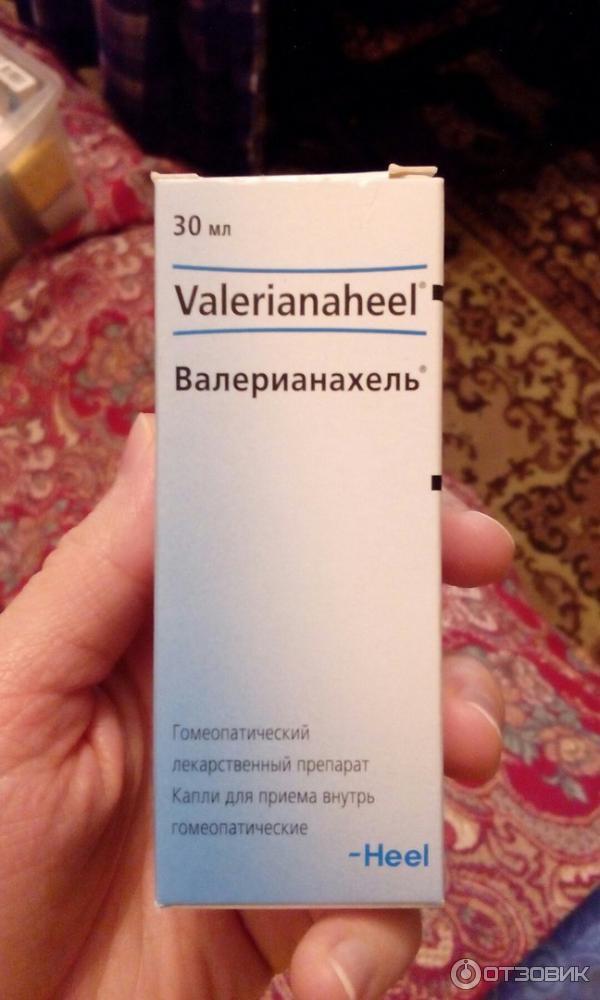 30 мл
Valerianaheel®
Валерианахель®
Гомеопатический
лекарственный препарат
Капли для приема внутрь
гомеопатические
-Heel
ОТЗОВИК